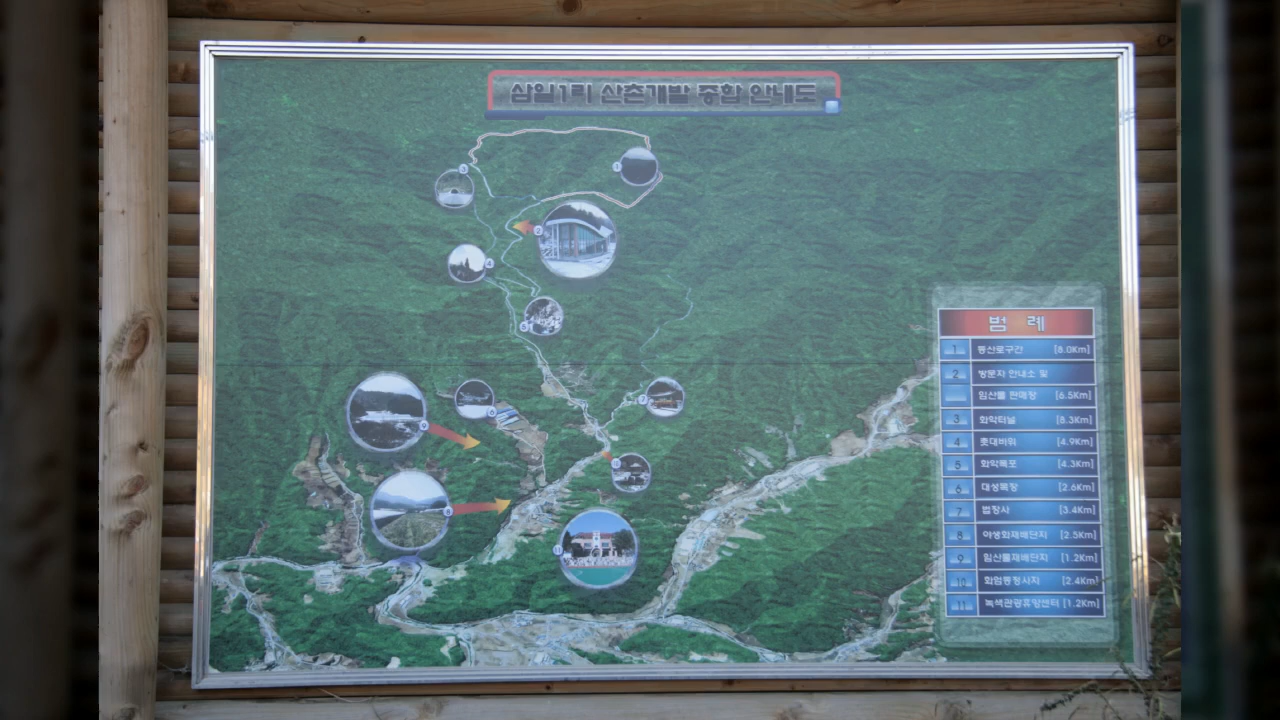 삼일1리 산촌개발 종합 안내도
범 례
1 등산로구간 [8.0Km]
2 방문자 안내소 및
임산물 판매장 [6.5Km]
3 화악터널 [8.3Km]
4 촛대바위 [4.9Km]
5 화악폭포 [4.3Km]
6 대성목장 [2.6Km]
7 법장사 [3.4Km]
8 야생화재배단지 [2.5Km]
9 임산물재배단지 [1.2Km]
10 화음동정사지 [2.4Km]
11 녹색관광휴양센터 [1.2Km]